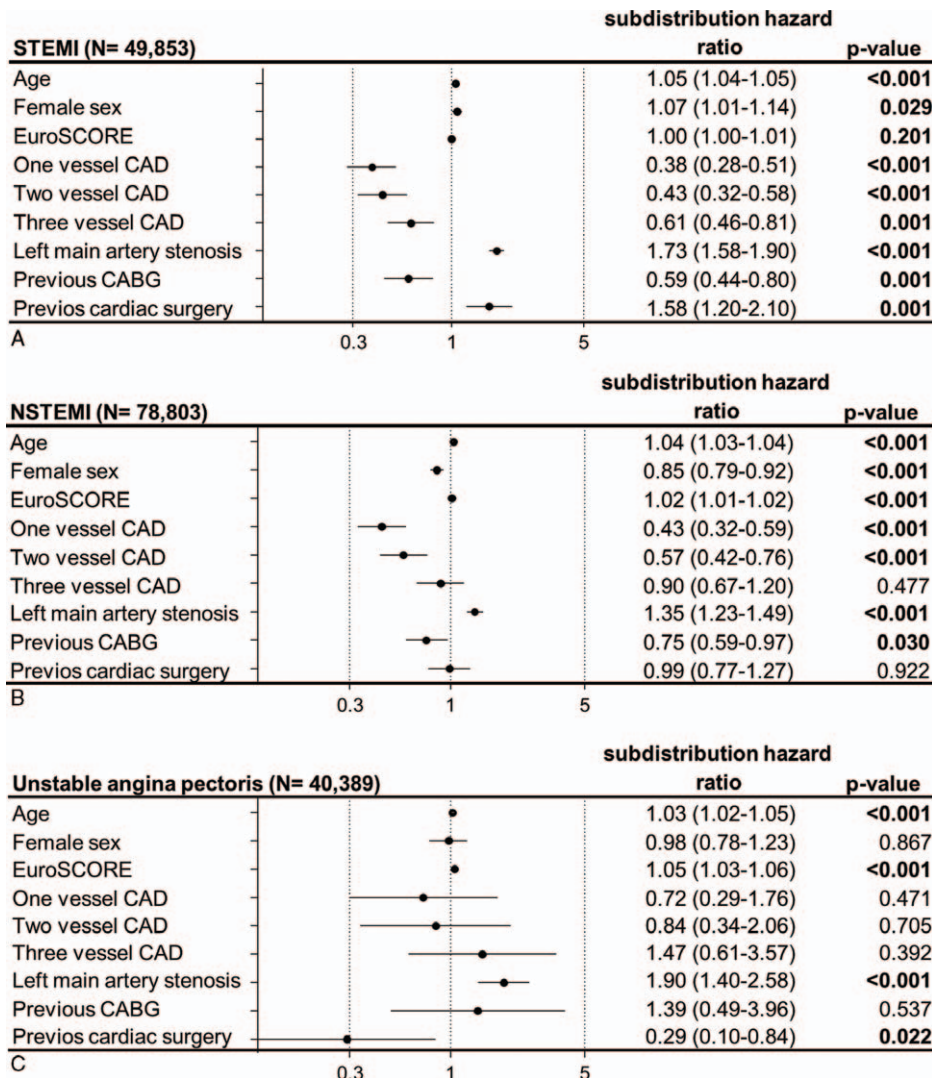 subdistribution hazard
STEMI (N= 49,853) ratio p-value
Age 1.05 (1.04-1.05) <0.001
Female sex 1.07 (1.01-1.14) 0.029
EuroSCORE 1.00 (1.00-1.01) 0.201
One vessel CAD 0.38 (0.28-0.51) <0.001
Two vessel CAD 0.43 (0.32-0.58) <0.001
Three vessel CAD 0.61 (0.46-0.81) 0.001
Left main artery stenosis 1.73 (1.58-1.90) <0.001
Previous CABG 0.59 (0.44-0.80) 0.001
Previos cardiac surgery 1.58 (1.20-2.10) 0.001
A 0.3 1 5
subdistribution hazard
NSTEMI (N= 78,803) ratio p-value
Age 1.04 (1.03-1.04) <0.001
Female sex 0.85 (0.79-0.92) <0.001
EuroSCORE 1.02 (1.01-1.02) <0.001
One vessel CAD 0.43 (0.32-0.59) <0.001
Two vessel CAD 0.57 (0.42-0.76) <0.001
Three vessel CAD 0.90 (0.67-1.20) 0.477
Left main artery stenosis 1.35 (1.23-1.49) <0.001
Previous CABG 0.75 (0.59-0.97) 0.030
Previos cardiac surgery 0.99 (0.77-1.27) 0.922
B 0.3 1 5
subdistribution hazard
Unstable angina pectoris (N= 40,389) ratio p-value
Age 1.03 (1.02-1.05) <0.001
Female sex 0.98 (0.78-1.23) 0.867
EuroSCORE 1.05 (1.03-1.06) <0.001
One vessel CAD 0.72 (0.29-1.76) 0.471
Two vessel CAD 0.84 (0.34-2.06) 0.705
Three vessel CAD 1.47 (0.61-3.57) 0.392
Left main artery stenosis 1.90 (1.40-2.58) <0.001
Previous CABG 1.39 (0.49-3.96) 0.537
Previos cardiac surgery 0.29 (0.10-0.84) 0.022
C 0.3 1 5